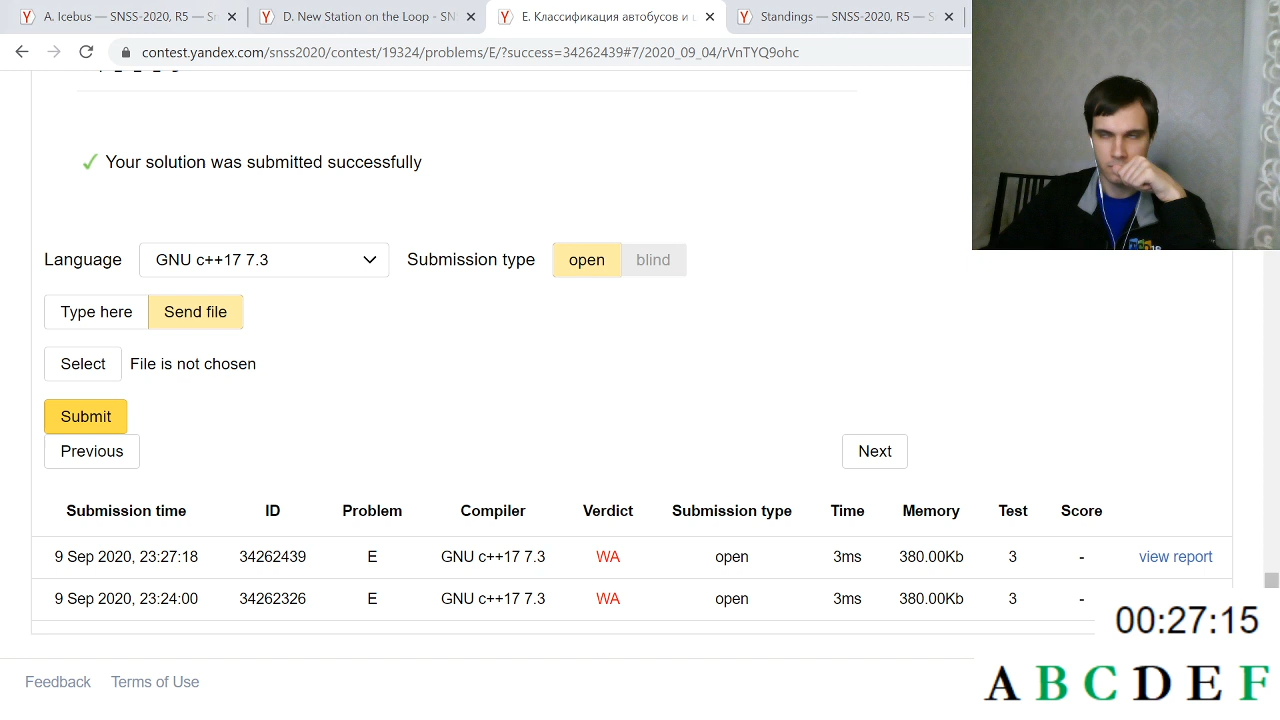 A. Icebus — SNSS-2020, R5 — Sn
D. New Station on the Loop - SN
E. Классификация автобусов и ц
Standings — SNSS-2020, R5 — S
contest.yandex.com/snss2020/contest/19324/problems/E/?success=34262439#7/2020_09_04/rVnTYQ9ohc
✓ Your solution was submitted successfully
Language GNU c++17 7.3 Submission type open blind
Type here Send file
Select File is not chosen
Submit
Previous Next
Submission time ID Problem Compiler Verdict Submission type Time Memory Test Score
9 Sep 2020, 23:27:18 34262439 E GNU c++17 7.3 WA open 3ms 380.00Kb 3 - view report
9 Sep 2020, 23:24:00 34262326 E GNU c++17 7.3 WA open 3ms 380.00Kb 3 -
00:27:15
Feedback Terms of Use
A B C D E F